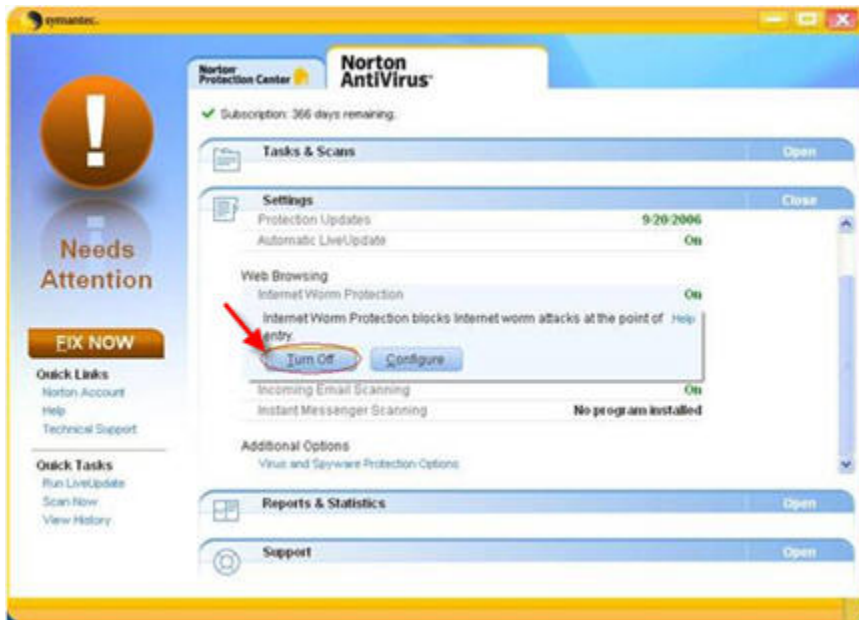 symantec.
Norton
Protection Center
Norton
AntiVirus
Subscription: 366 days remaining.
Tasks & Scans
Open
Settings
Close
Protection Updates
9/20/2006
Automatic LiveUpdate
On
Web Browsing
Internet Worm Protection
On
Internet Worm Protection blocks Internet worm attacks at the point of
entry.
Help
Turn Off
Configure
Incoming Email Scanning
On
Instant Messenger Scanning
No program installed
Additional Options
Virus and Spyware Protection Options
Reports & Statistics
Open
Support
Open
!
Needs
Attention
FIX NOW
Quick Links
Norton Account
Help
Technical Support
Quick Tasks
Run LiveUpdate
Scan Now
View History